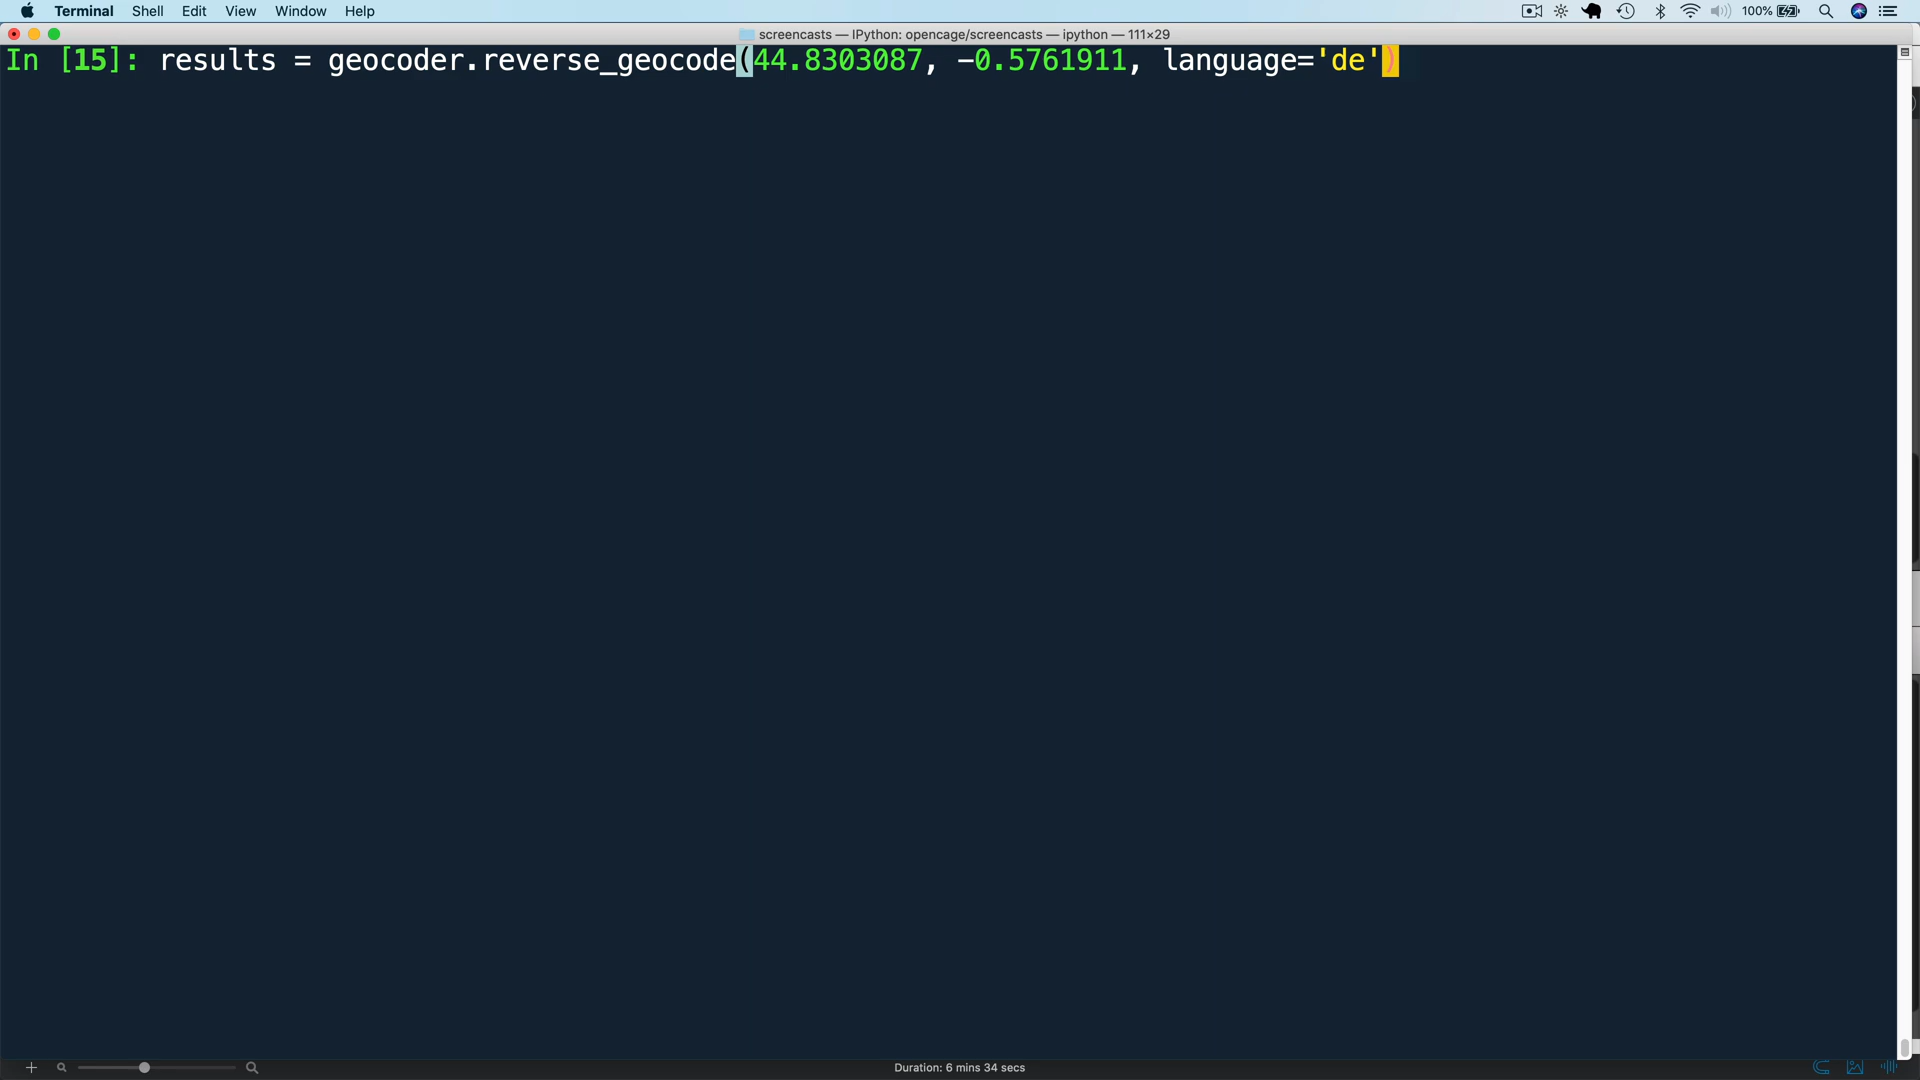 Terminal Shell Edit View Window Help 100%
screencasts — IPython: opencage/screencasts — ipython — 111×29
In [15]: results = geocoder.reverse_geocode(44.8303087, -0.5761911, language='de')
Duration: 6 mins 34 secs